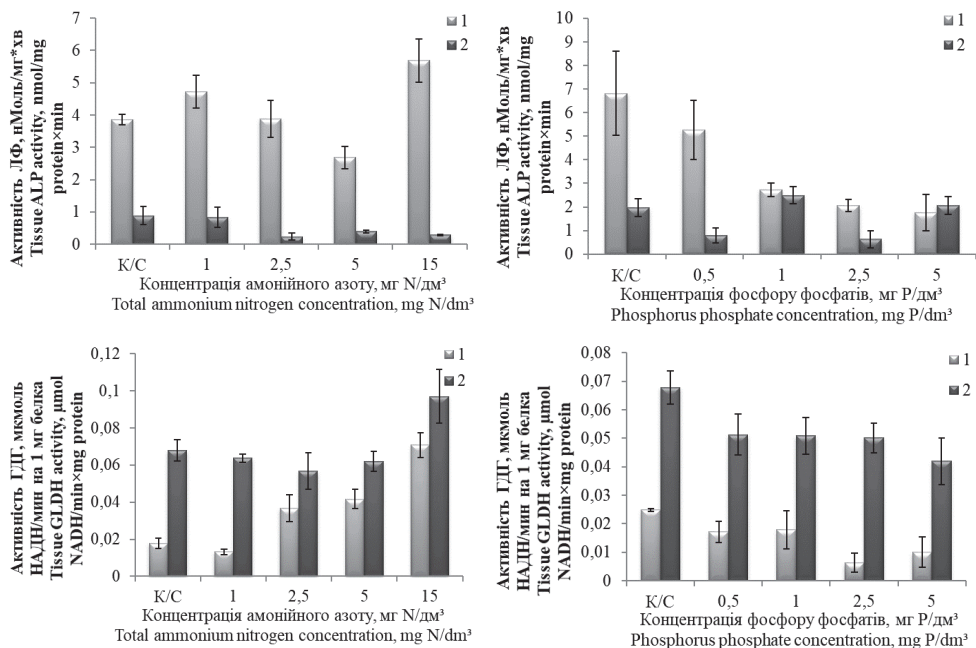 Активність ЛФ, нМоль/мг*хв
Tissue ALP activity, nmol/mg
protein×min
8
7
6
5
4
3
2
1
0
1
2
К/С
1
2,5
5
15
Концентрація амонійного азоту, мг N/дм³
Total ammonium nitrogen concentration, mg N/dm³
Активність ЛФ, нМоль/мг*хв
Tissue ALP activity, nmol/mg
protein×min
10
9
8
7
6
5
4
3
2
1
0
1
2
К/С
0,5
1
2,5
5
Концентрація фосфору фосфатів, мг Р/дм³
Phosphorus phosphate concentration, mg P/dm³
Активність ГДГ, мкмоль
НАДН/мин на 1 мг белка
Tissue GLDH activity, µmol
NADH/min×mg protein
0,12
0,1
0,08
0,06
0,04
0,02
0
1
2
К/С
1
2,5
5
15
Концентрація амонійного азоту, мг N/дм³
Total ammonium nitrogen concentration, mg N/dm³
Активність ГДГ, мкмоль
НАДН/мин на 1 мг белка
Tissue GLDH activity, µmol
NADH/min×mg protein
0,08
0,07
0,06
0,05
0,04
0,03
0,02
0,01
0
1
2
К/С
0,5
1
2,5
5
Концентрація фосфору фосфатів, мг Р/дм³
Phosphorus phosphate concentration, mg P/dm³